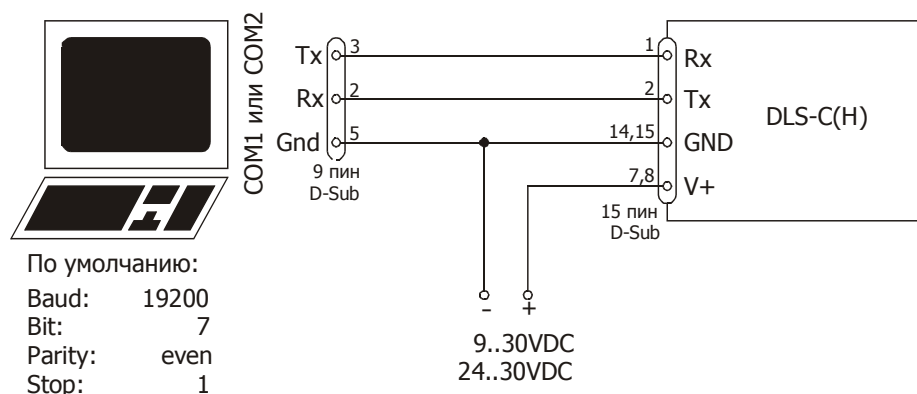 COM1 или COM2
Tx 3
Rx 2
Gnd 5
9 пин
D-Sub
1 Rx
2 Tx
14,15 GND
7,8 V+
15 пин
D-Sub
DLS-C(H)
- +
9..30VDC
24..30VDC
По умолчанию:
Baud: 19200
Bit: 7
Parity: even
Stop: 1